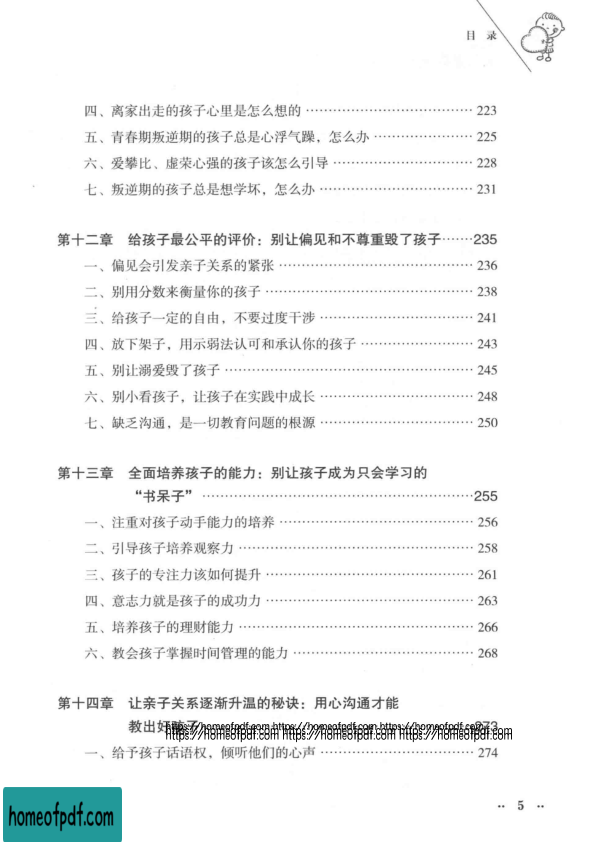 目 录
四、离家出走的孩子心里是怎么想的 ………………………………… 223
五、青春期叛逆期的孩子总是心浮气躁，怎么办 …………………… 225
六、爱攀比、虚荣心强的孩子该怎么引导 …………………………… 228
七、叛逆期的孩子总是想学坏，怎么办 ……………………………… 231
第十二章 给孩子最公平的评价：别让偏见和不尊重毁了孩子 ……235
一、偏见会引发亲子关系的紧张 ……………………………………… 236
二、别用分数来衡量你的孩子 ………………………………………… 238
三、给孩子一定的自由，不要过度干涉 ……………………………… 241
四、放下架子，用示弱法认可和承认你的孩子 ……………………… 243
五、别让溺爱毁了孩子 ………………………………………………… 245
六、别小看孩子，让孩子在实践中成长 ……………………………… 248
七、缺乏沟通，是一切教育问题的根源 ……………………………… 250
第十三章 全面培养孩子的能力：别让孩子成为只会学习的
“书呆子” ……………………………………………………255
一、注重对孩子动手能力的培养 ……………………………………… 256
二、引导孩子培养观察力 ……………………………………………… 258
三、孩子的专注力该如何提升 ………………………………………… 261
四、意志力就是孩子的成功力 ………………………………………… 263
五、培养孩子的理财能力 ……………………………………………… 266
六、教会孩子掌握时间管理的能力 …………………………………… 268
第十四章 让亲子关系逐渐升温的秘诀：用心沟通才能
教出好孩子 273
https://homeofpdf.com https://homeofpdf.com https://homeofpdf.com
https://homeofpdf.com https://homeofpdf.com https://homeofpdf.com
一、给予孩子话语权，倾听他们的心声 ……………………………… 274
·· 5 ··
homeofpdf.com